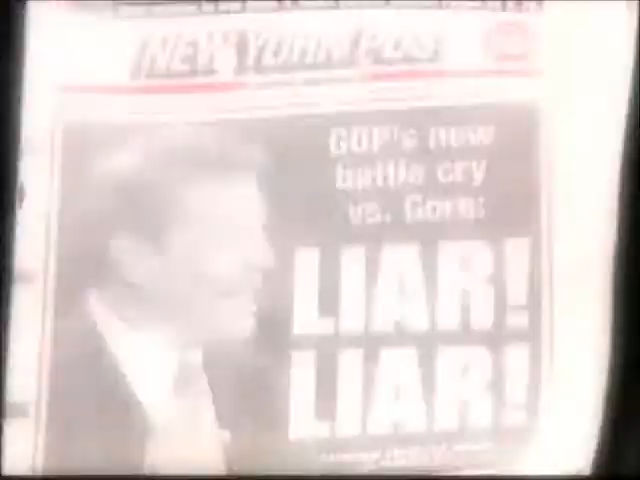 NEW YORK POST
GOP's new
battle cry
vs. Gore:
LIAR!
LIAR!